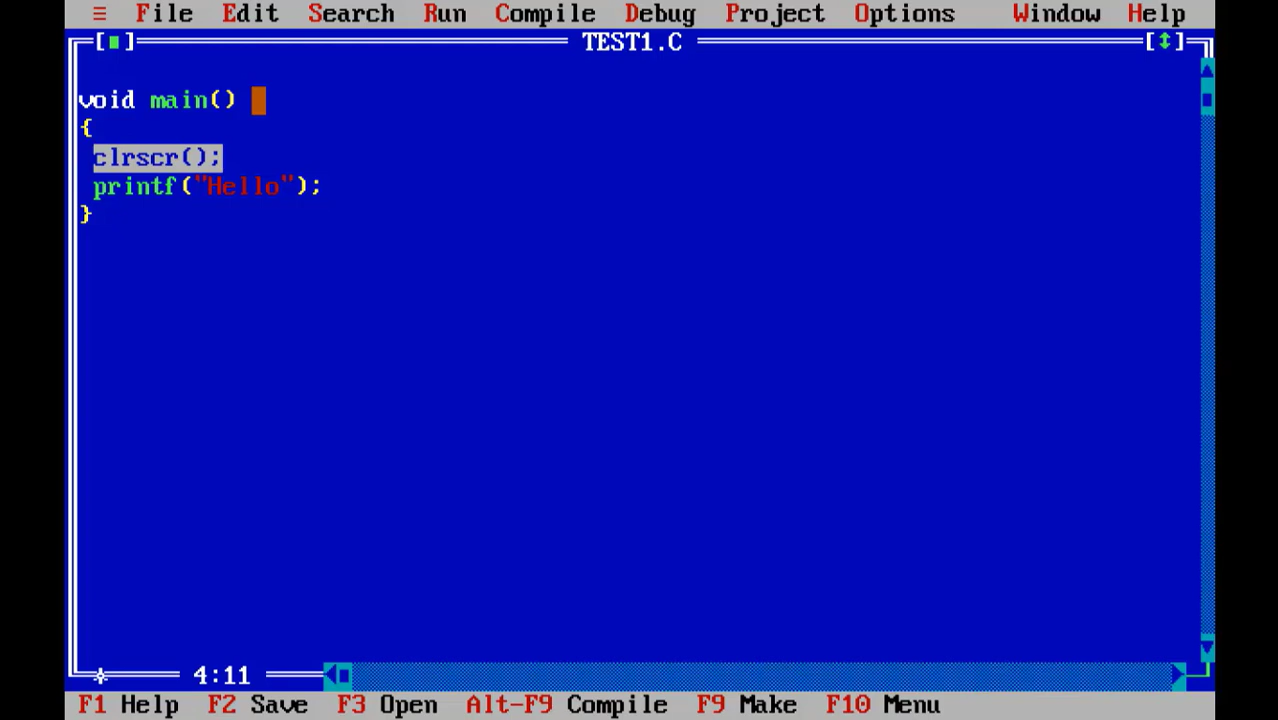 ≡ File Edit Search Run Compile Debug Project Options Window Help
[■] TEST1.C [↕]
void main()
{
clrscr();
printf("Hello");
}
4:11
F1 Help F2 Save F3 Open Alt-F9 Compile F9 Make F10 Menu